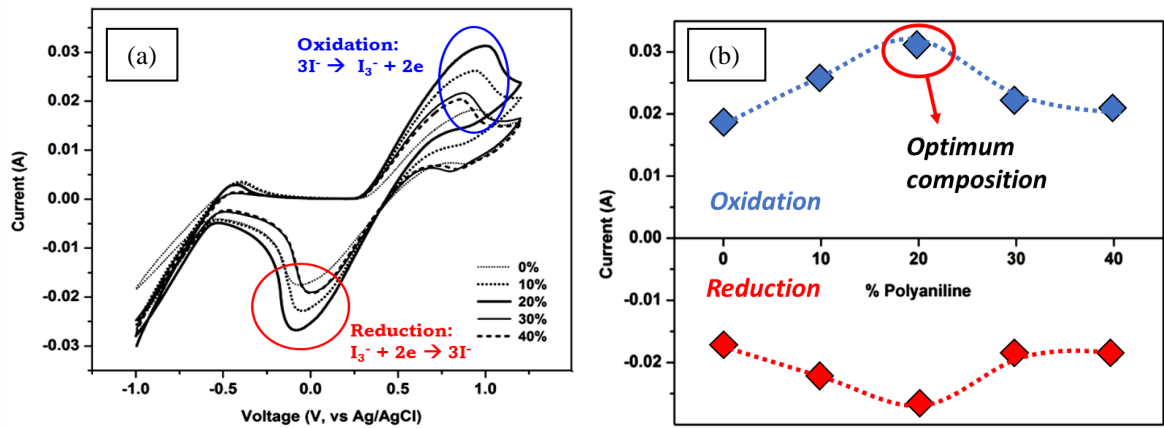 (a)
Oxidation:
3I⁻ → I₃⁻ + 2e
Reduction:
I₃⁻ + 2e → 3I⁻
0%
10%
20%
30%
40%
Current (A)
0.03
0.02
0.01
0.00
-0.01
-0.02
-0.03
-1.0 -0.5 0.0 0.5 1.0
Voltage (V, vs Ag/AgCl)
(b)
Optimum
composition
Oxidation
Reduction
% Polyaniline
Current (A)
0.03
0.02
0.01
0.00
-0.01
-0.02
0 10 20 30 40